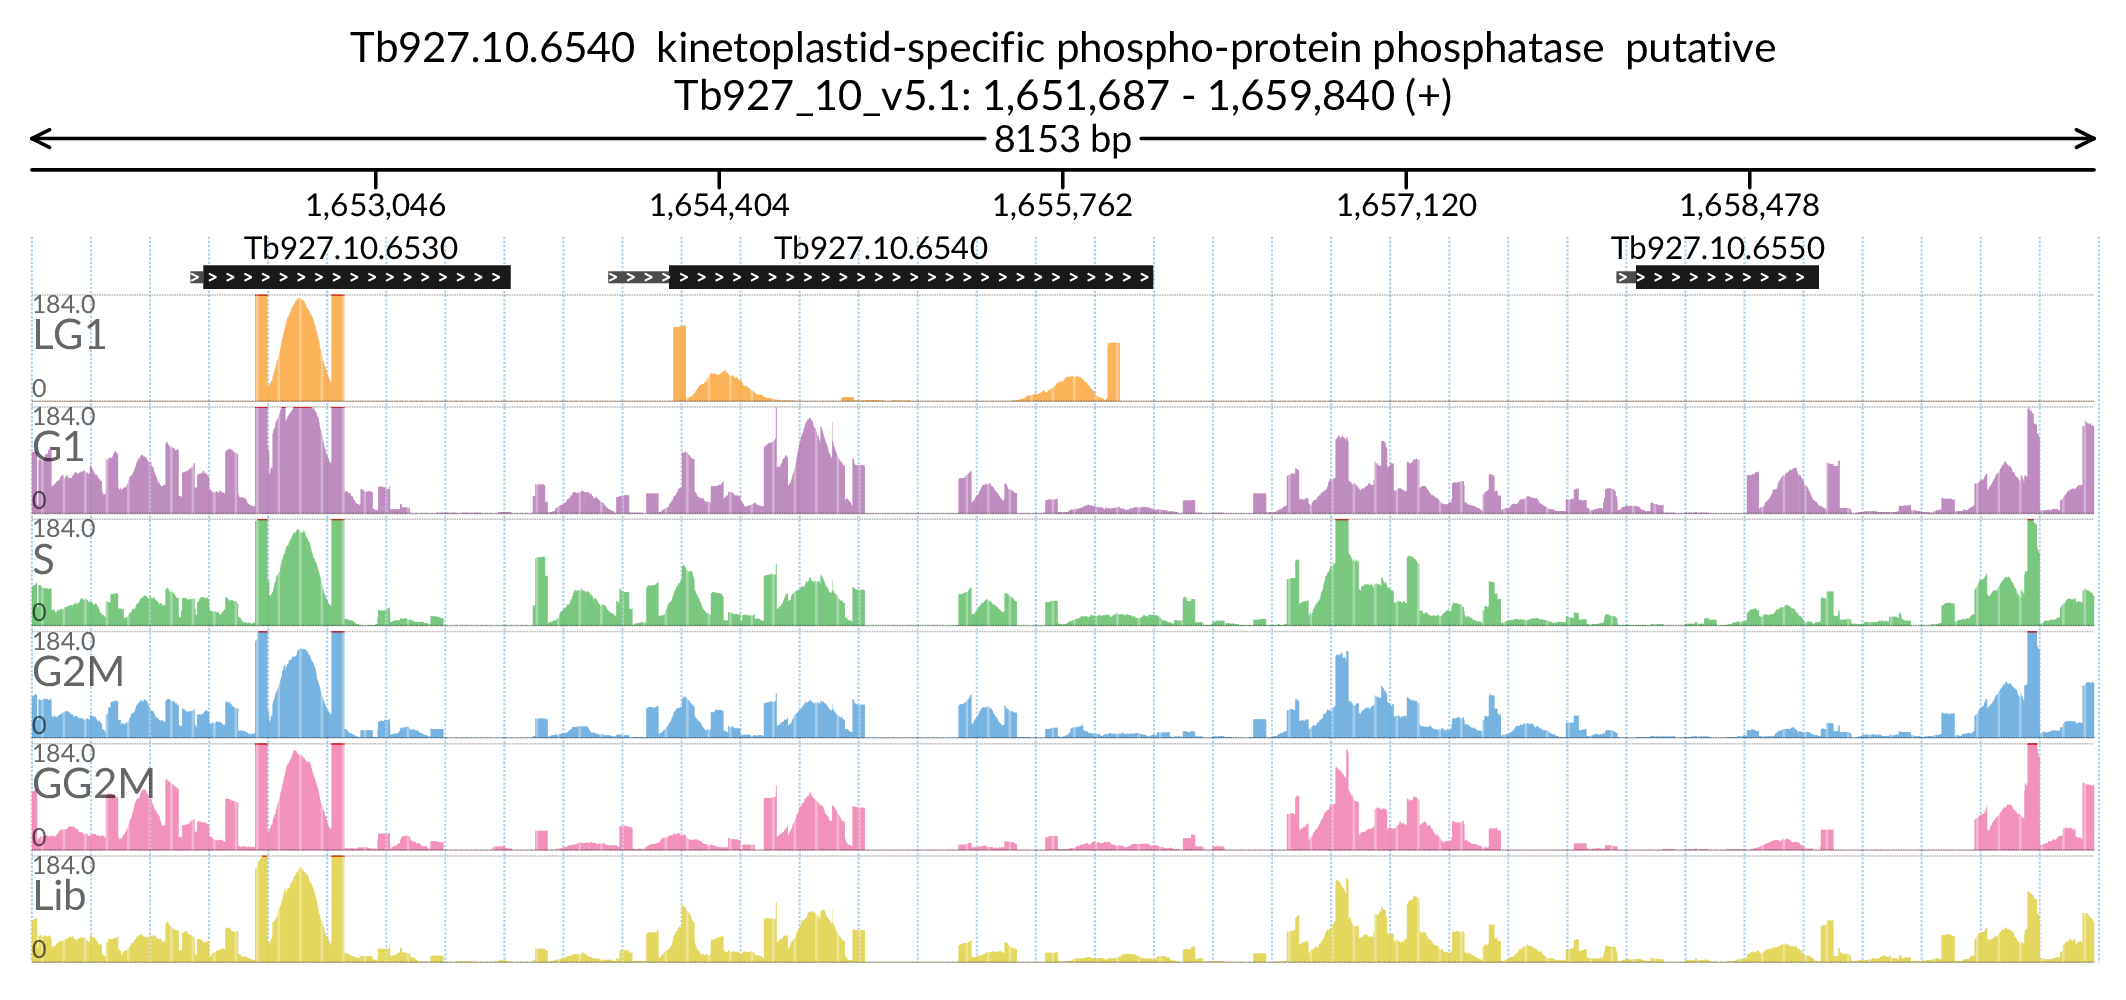 Tb927.10.6540 kinetoplastid-specific phospho-protein phosphatase putative
Tb927_10_v5.1: 1,651,687 - 1,659,840 (+)
8153 bp
1,653,046 1,654,404 1,655,762 1,657,120 1,658,478
Tb927.10.6530 Tb927.10.6540 Tb927.10.6550
184.0
LG1
0
184.0
G1
0
184.0
S
0
184.0
G2M
0
184.0
GG2M
0
184.0
Lib
0